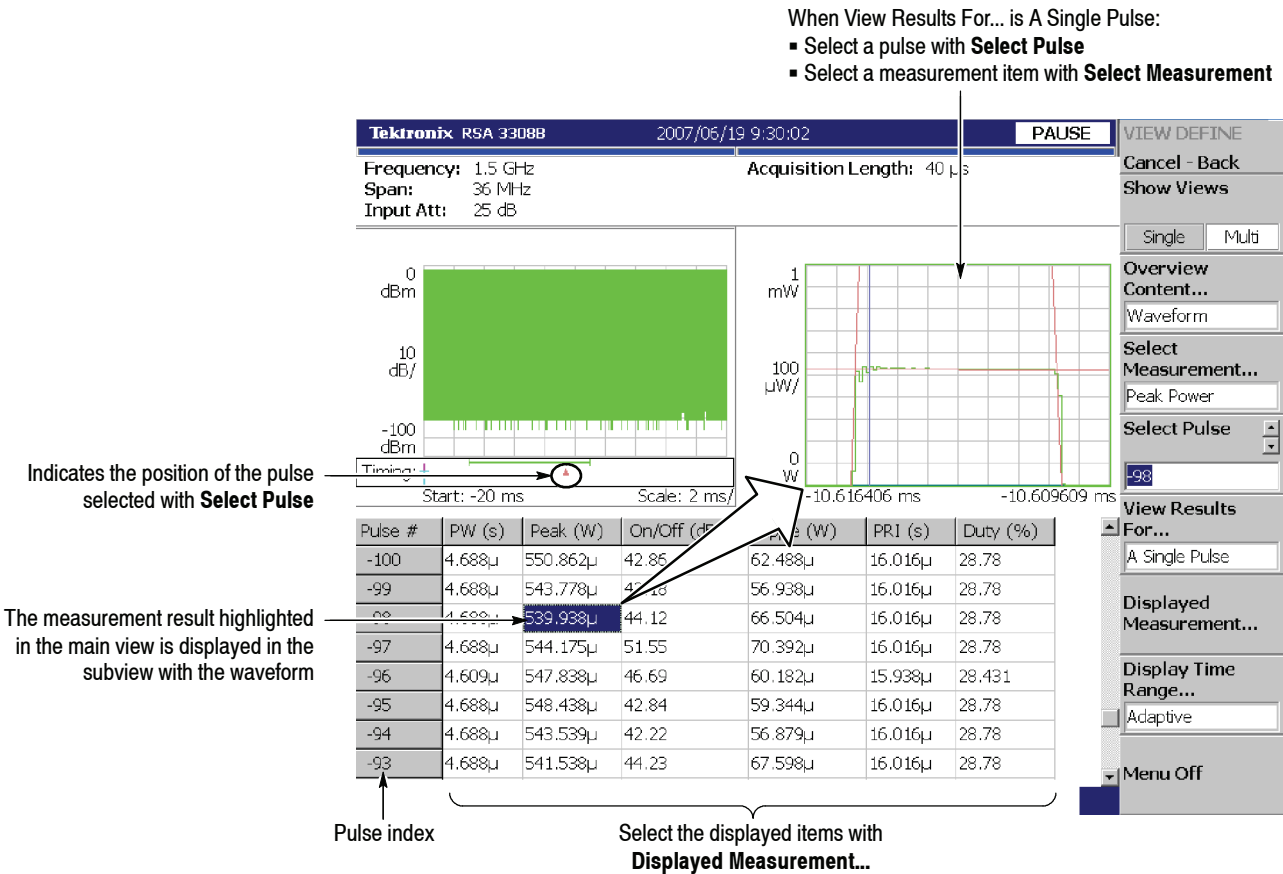 When View Results For... is A Single Pulse:
▪ Select a pulse with Select Pulse
▪ Select a measurement item with Select Measurement
Tektronix RSA 3308B 2007/06/19 9:30:02 PAUSE
Frequency: 1.5 GHz
Span: 36 MHz
Input Att: 25 dB
Acquisition Length: 40 µs
VIEW DEFINE
Cancel - Back
Show Views
Single Multi
Overview
Content...
Waveform
Select
Measurement...
Peak Power
Select Pulse
-98
View Results
For...
A Single Pulse
Displayed
Measurement...
Display Time
Range...
Adaptive
Menu Off
0
dBm
10
dB/
-100
dBm
Timing:
Start: -20 ms Scale: 2 ms/
1
mW
100
µW/
0
W
-10.616406 ms -10.609609 ms
Indicates the position of the pulse
selected with Select Pulse
The measurement result highlighted
in the main view is displayed in the
subview with the waveform
Pulse # PW (s) Peak (W) On/Off (dB) (W) PRI (s) Duty (%)
-100 4.688µ 550.862µ 42.86 62.488µ 16.016µ 28.78
-99 4.688µ 543.778µ 56.938µ 16.016µ 28.78
-98 4.688µ 539.938µ 44.12 66.504µ 16.016µ 28.78
-97 4.688µ 544.175µ 51.55 70.392µ 16.016µ 28.78
-96 4.609µ 547.838µ 46.69 60.182µ 15.938µ 28.431
-95 4.688µ 548.438µ 42.84 59.344µ 16.016µ 28.78
-94 4.688µ 543.539µ 42.22 56.879µ 16.016µ 28.78
-93 4.688µ 541.538µ 44.23 67.598µ 16.016µ 28.78
Pulse index
Select the displayed items with
Displayed Measurement...